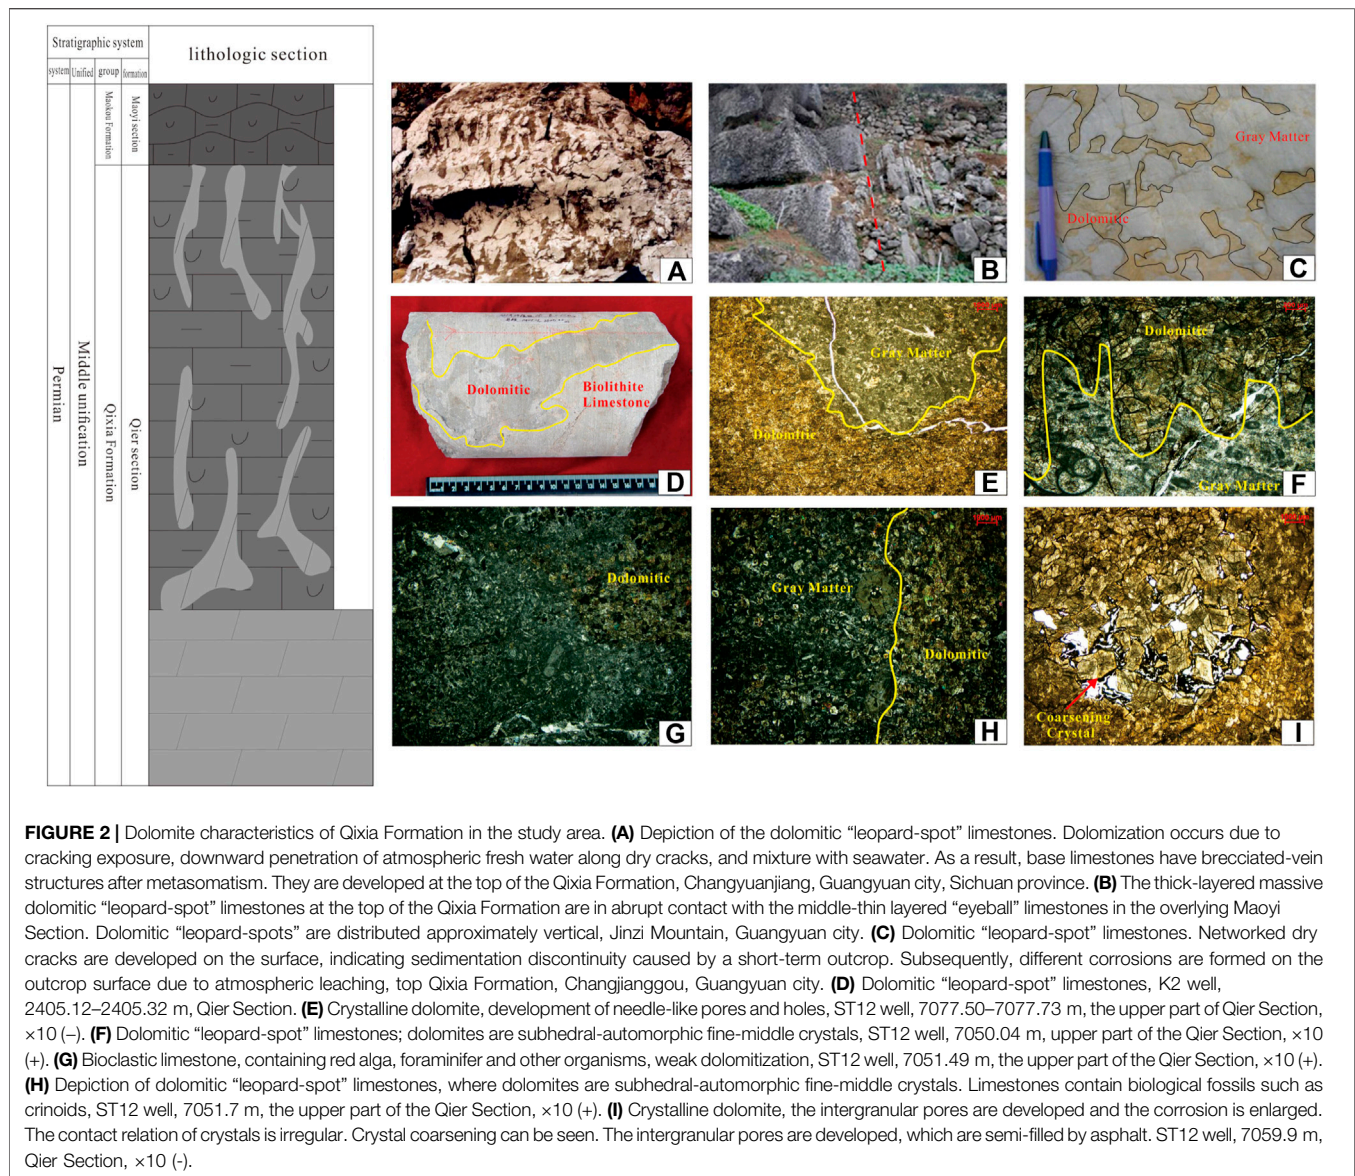 Stratigraphic system
lithologic section
system
Unified
group
formation
Maokou Formation
Maoyi section
Permian
Middle unification
Qixia Formation
Qier section
A
B
Gray Matter
Dolomitic
C
Dolomitic
Biolithite
Limestone
D
Gray Matter
Dolomitic
E
Dolomitic
Gray Matter
F
Dolomitic
G
Gray Matter
Dolomitic
H
Coarsening
Crystal
I
FIGURE 2 | Dolomite characteristics of Qixia Formation in the study area. (A) Depiction of the dolomitic “leopard-spot” limestones. Dolomization occurs due to
cracking exposure, downward penetration of atmospheric fresh water along dry cracks, and mixture with seawater. As a result, base limestones have brecciated-vein
structures after metasomatism. They are developed at the top of the Qixia Formation, Changyuanjiang, Guangyuan city, Sichuan province. (B) The thick-layered massive
dolomitic “leopard-spot” limestones at the top of the Qixia Formation are in abrupt contact with the middle-thin layered “eyeball” limestones in the overlying Maoyi
Section. Dolomitic “leopard-spots” are distributed approximately vertical, Jinzi Mountain, Guangyuan city. (C) Dolomitic “leopard-spot” limestones. Networked dry
cracks are developed on the surface, indicating sedimentation discontinuity caused by a short-term outcrop. Subsequently, different corrosions are formed on the
outcrop surface due to atmospheric leaching, top Qixia Formation, Changjianggou, Guangyuan city. (D) Dolomitic “leopard-spot” limestones, K2 well,
2405.12–2405.32 m, Qier Section. (E) Crystalline dolomite, development of needle-like pores and holes, ST12 well, 7077.50–7077.73 m, the upper part of Qier Section,
×10 (–). (F) Dolomitic “leopard-spot” limestones; dolomites are subhedral-automorphic fine-middle crystals, ST12 well, 7050.04 m, upper part of the Qier Section, ×10
(+). (G) Bioclastic limestone, containing red alga, foraminifer and other organisms, weak dolomitization, ST12 well, 7051.49 m, the upper part of the Qier Section, ×10 (+).
(H) Depiction of dolomitic “leopard-spot” limestones, where dolomites are subhedral-automorphic fine-middle crystals. Limestones contain biological fossils such as
crinoids, ST12 well, 7051.7 m, the upper part of the Qier Section, ×10 (+). (I) Crystalline dolomite, the intergranular pores are developed and the corrosion is enlarged.
The contact relation of crystals is irregular. Crystal coarsening can be seen. The intergranular pores are developed, which are semi-filled by asphalt. ST12 well, 7059.9 m,
Qier Section, ×10 (-).